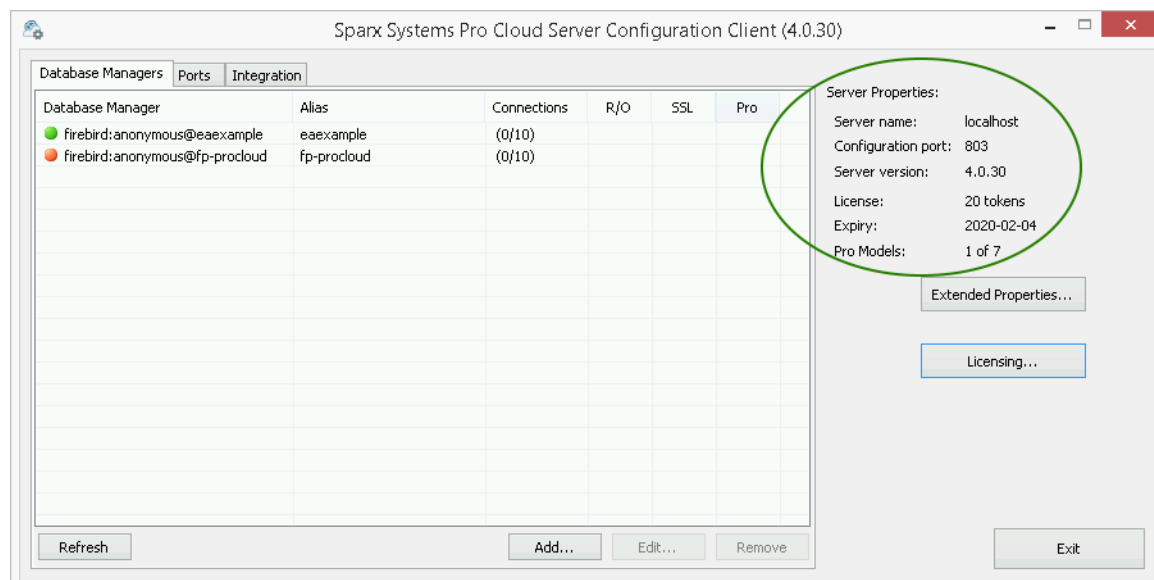 Sparx Systems Pro Cloud Server Configuration Client (4.0.30)
Database Managers Ports Integration
Database Manager Alias Connections R/O SSL Pro
firebird:anonymous@eaexample eaexample (0/10)
firebird:anonymous@fp-procloud fp-procloud (0/10)
Refresh Add... Edit... Remove
Server Properties:
Server name: localhost
Configuration port: 803
Server version: 4.0.30
License: 20 tokens
Expiry: 2020-02-04
Pro Models: 1 of 7
Extended Properties...
Licensing...
Exit